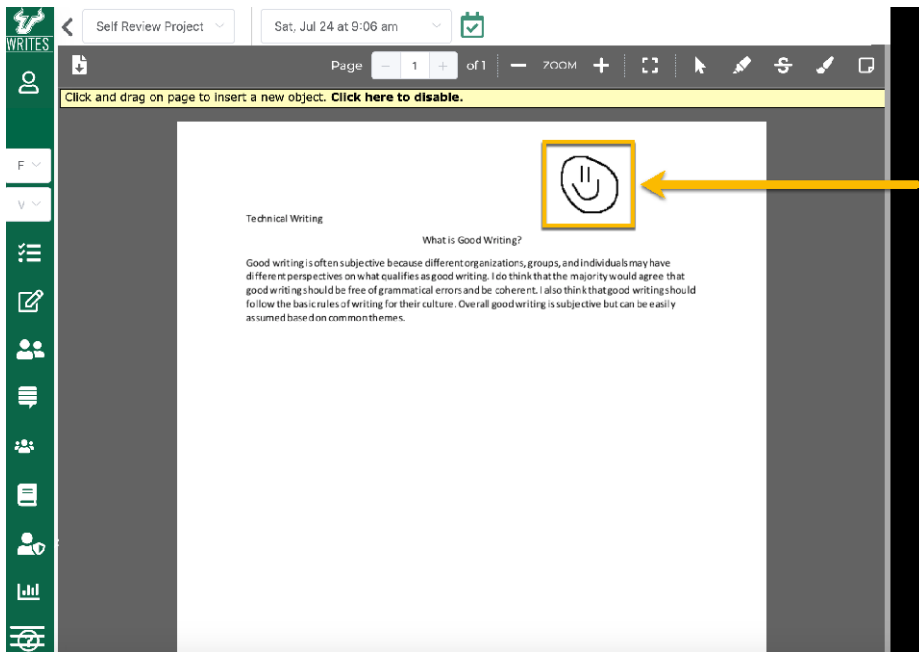 WRITES
Self Review Project
Sat, Jul 24 at 9:06 am
Page - 1 + of 1 ZOOM
Click and drag on page to insert a new object. Click here to disable.
F
V
Technical Writing
What is Good Writing?
Good writing is often subjective because different organizations, groups, and individuals may have
different perspectives on what qualifies as good writing. I do think that the majority would agree that
good writing should be free of grammatical errors and be coherent. I also think that good writing should
follow the basic rules of writing for their culture. Overall good writing is subjective but can be easily
assumed based on common themes.